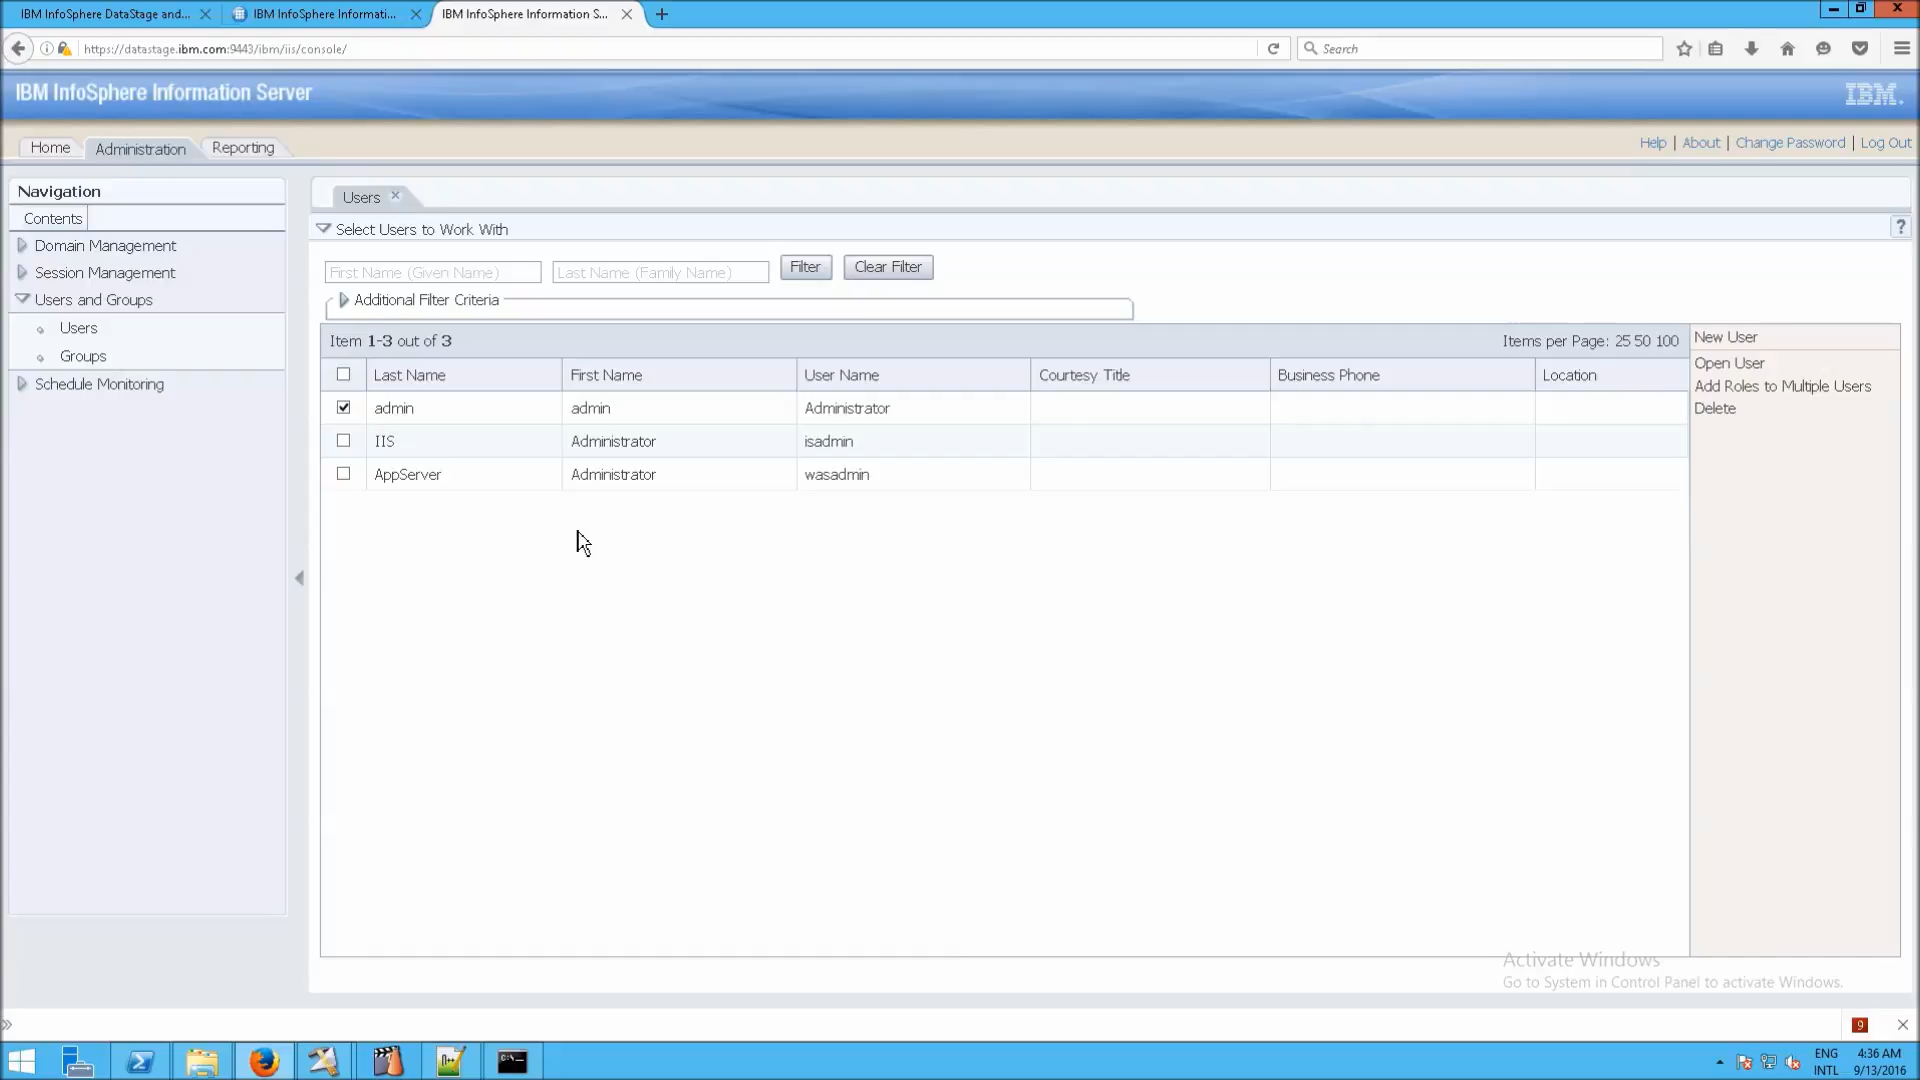 IBM InfoSphere DataStage and...
IBM InfoSphere Informati...
IBM InfoSphere Information S...
https://datastage.ibm.com:9443/ibm/iis/console/
Search
IBM InfoSphere Information Server
IBM.
Home
Administration
Reporting
Help | About | Change Password | Log Out
Navigation
Contents
Domain Management
Session Management
Users and Groups
Users
Groups
Schedule Monitoring
Users
Select Users to Work With
?
First Name (Given Name)
Last Name (Family Name)
Filter
Clear Filter
Additional Filter Criteria
Item 1-3 out of 3
Items per Page: 25 50 100
Last Name First Name User Name Courtesy Title Business Phone Location
admin admin Administrator
IIS Administrator isadmin
AppServer Administrator wasadmin
New User
Open User
Add Roles to Multiple Users
Delete
Activate Windows
Go to System in Control Panel to activate Windows.
9
ENG 4:36 AM
INTL 9/13/2016